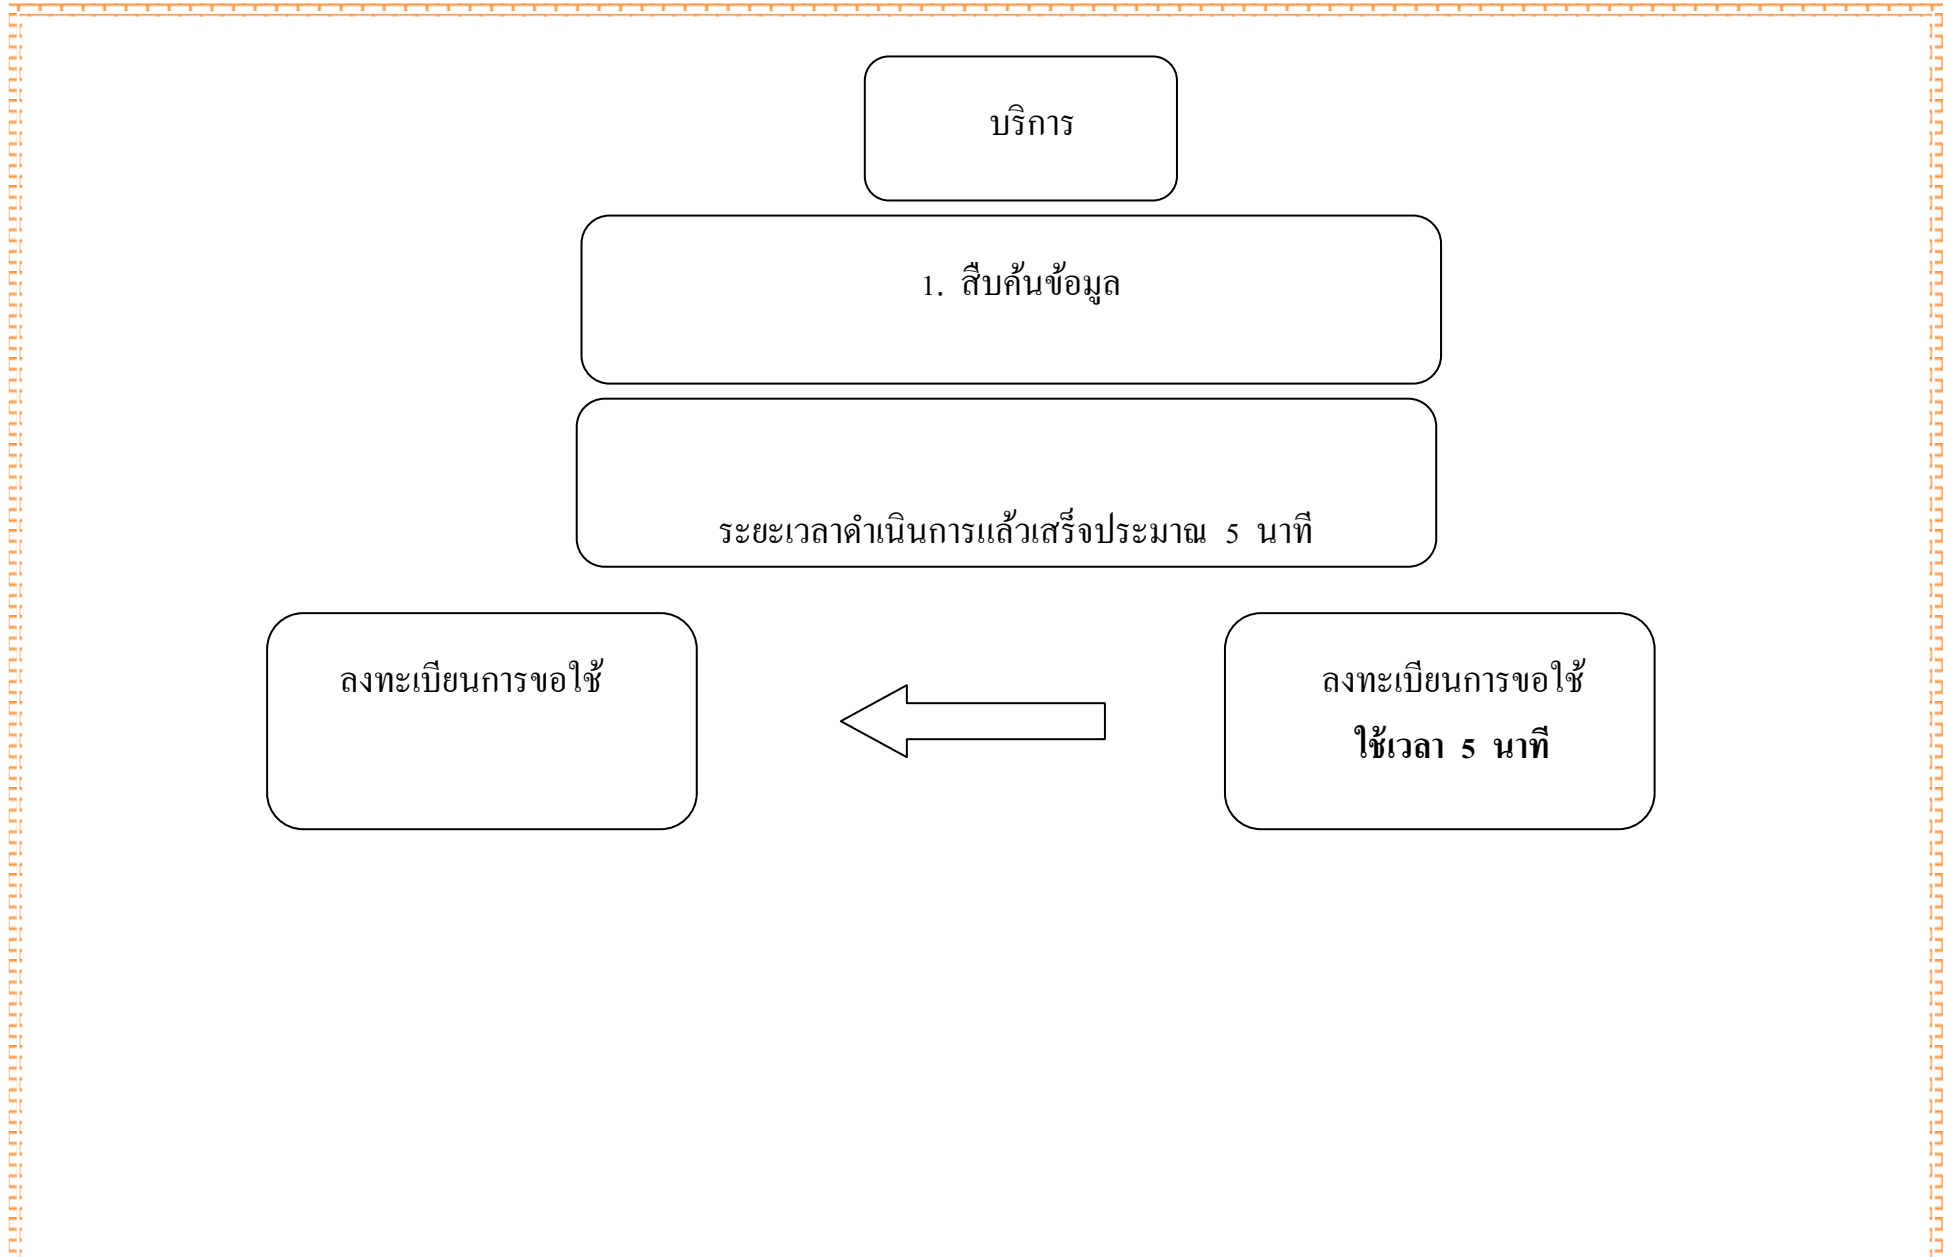 บริการ
1. สืบค้นข้อมูล
ระยะเวลาดำเนินการแล้วเสร็จประมาณ 5 นาที
ลงทะเบียนการขอใช้
ลงทะเบียนการขอใช้
ใช้เวลา 5 นาที